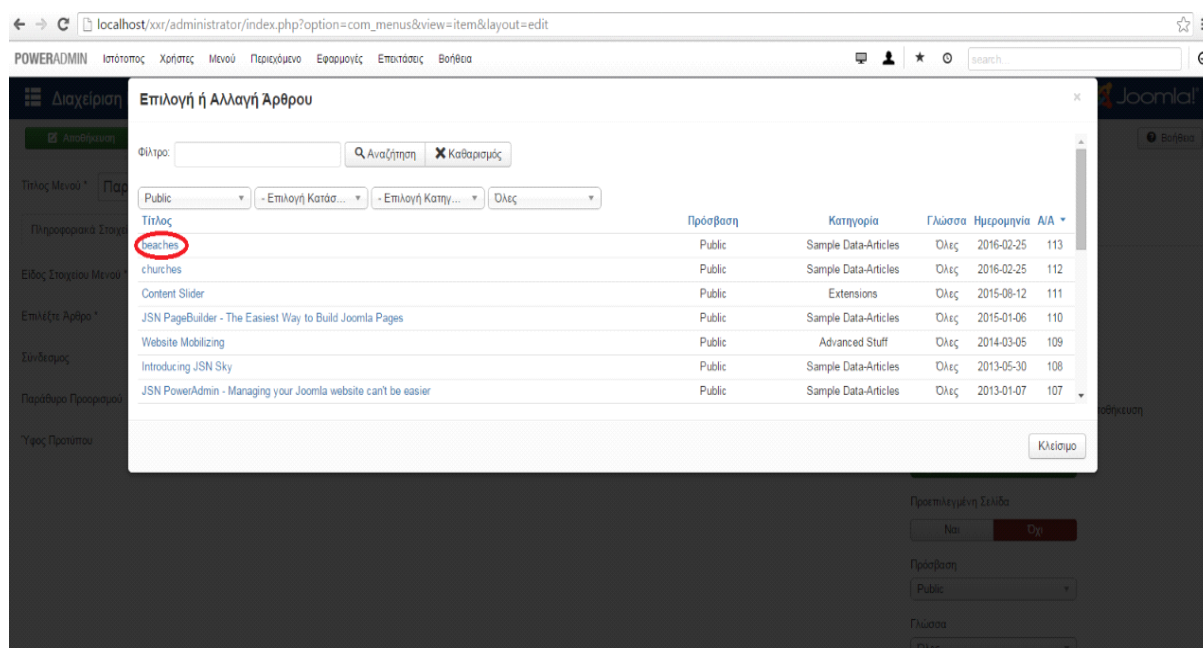 localhost/xxr/administrator/index.php?option=com_menus&view=item&layout=edit
POWERADMIN Ιστότοπος Χρήστες Μενού Περιεχόμενο Εφαρμογές Επεκτάσεις Βοήθεια search...
Διαχείριση Επιλογή ή Αλλαγή Άρθρου × Joomla!
Αποθήκευση Φίλτρο: Αναζήτηση Καθαρισμός Βοήθεια
Τίτλος Μενού * Παρ Public - Επιλογή Κατάσ... - Επιλογή Κατηγ... Όλες
Τίτλος Πρόσβαση Κατηγορία Γλώσσα Ημερομηνία Α/Α
Πληροφοριακά Στοιχεί
beaches Public Sample Data-Articles Όλες 2016-02-25 113
Είδος Στοιχείου Μενού * churches Public Sample Data-Articles Όλες 2016-02-25 112
Content Slider Public Extensions Όλες 2015-08-12 111
Επιλέξτε Άρθρο * JSN PageBuilder - The Easiest Way to Build Joomla Pages Public Sample Data-Articles Όλες 2015-01-06 110
Website Mobilizing Public Advanced Stuff Όλες 2014-03-05 109
Σύνδεσμος Introducing JSN Sky Public Sample Data-Articles Όλες 2013-05-30 108
Παράθυρο Προορισμού JSN PowerAdmin - Managing your Joomla website can't be easier Public Sample Data-Articles Όλες 2013-01-07 107
ποθήκευση
Ύφος Προτύπου Κλείσιμο
Προεπιλεγμένη Σελίδα
Ναι Όχι
Πρόσβαση
Public
Γλώσσα